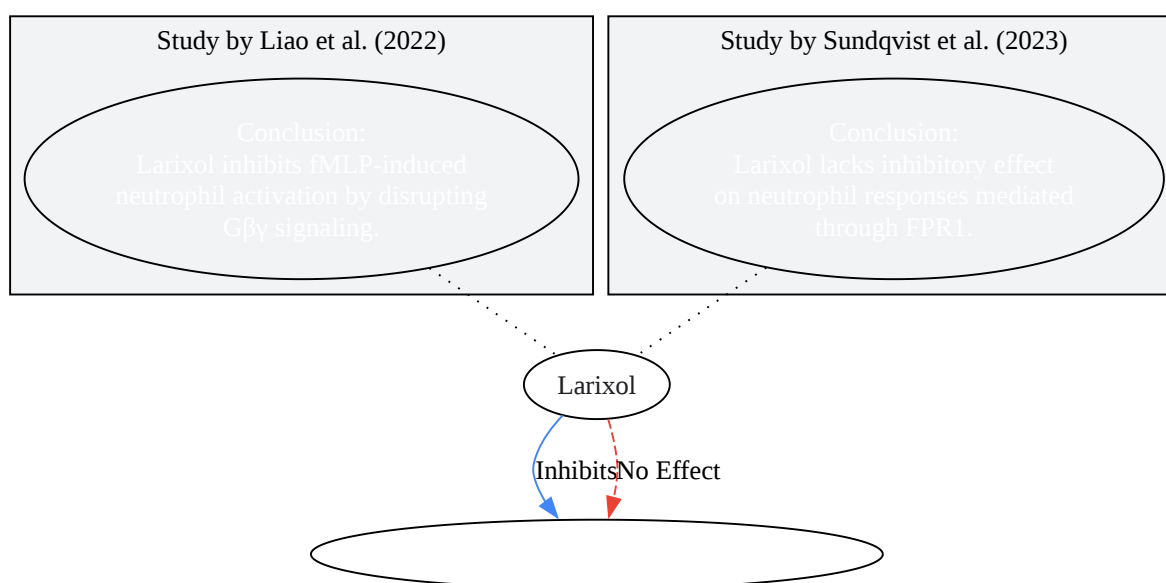 Study by Liao et al. (2022)
Conclusion:
Larixol inhibits fMLP-induced
neutrophil activation by disrupting
Gβγ signaling.
Study by Sundqvist et al. (2023)
Conclusion:
Larixol lacks inhibitory effect
on neutrophil responses mediated
through FPR1.
Larixol
Inhibits
No Effect